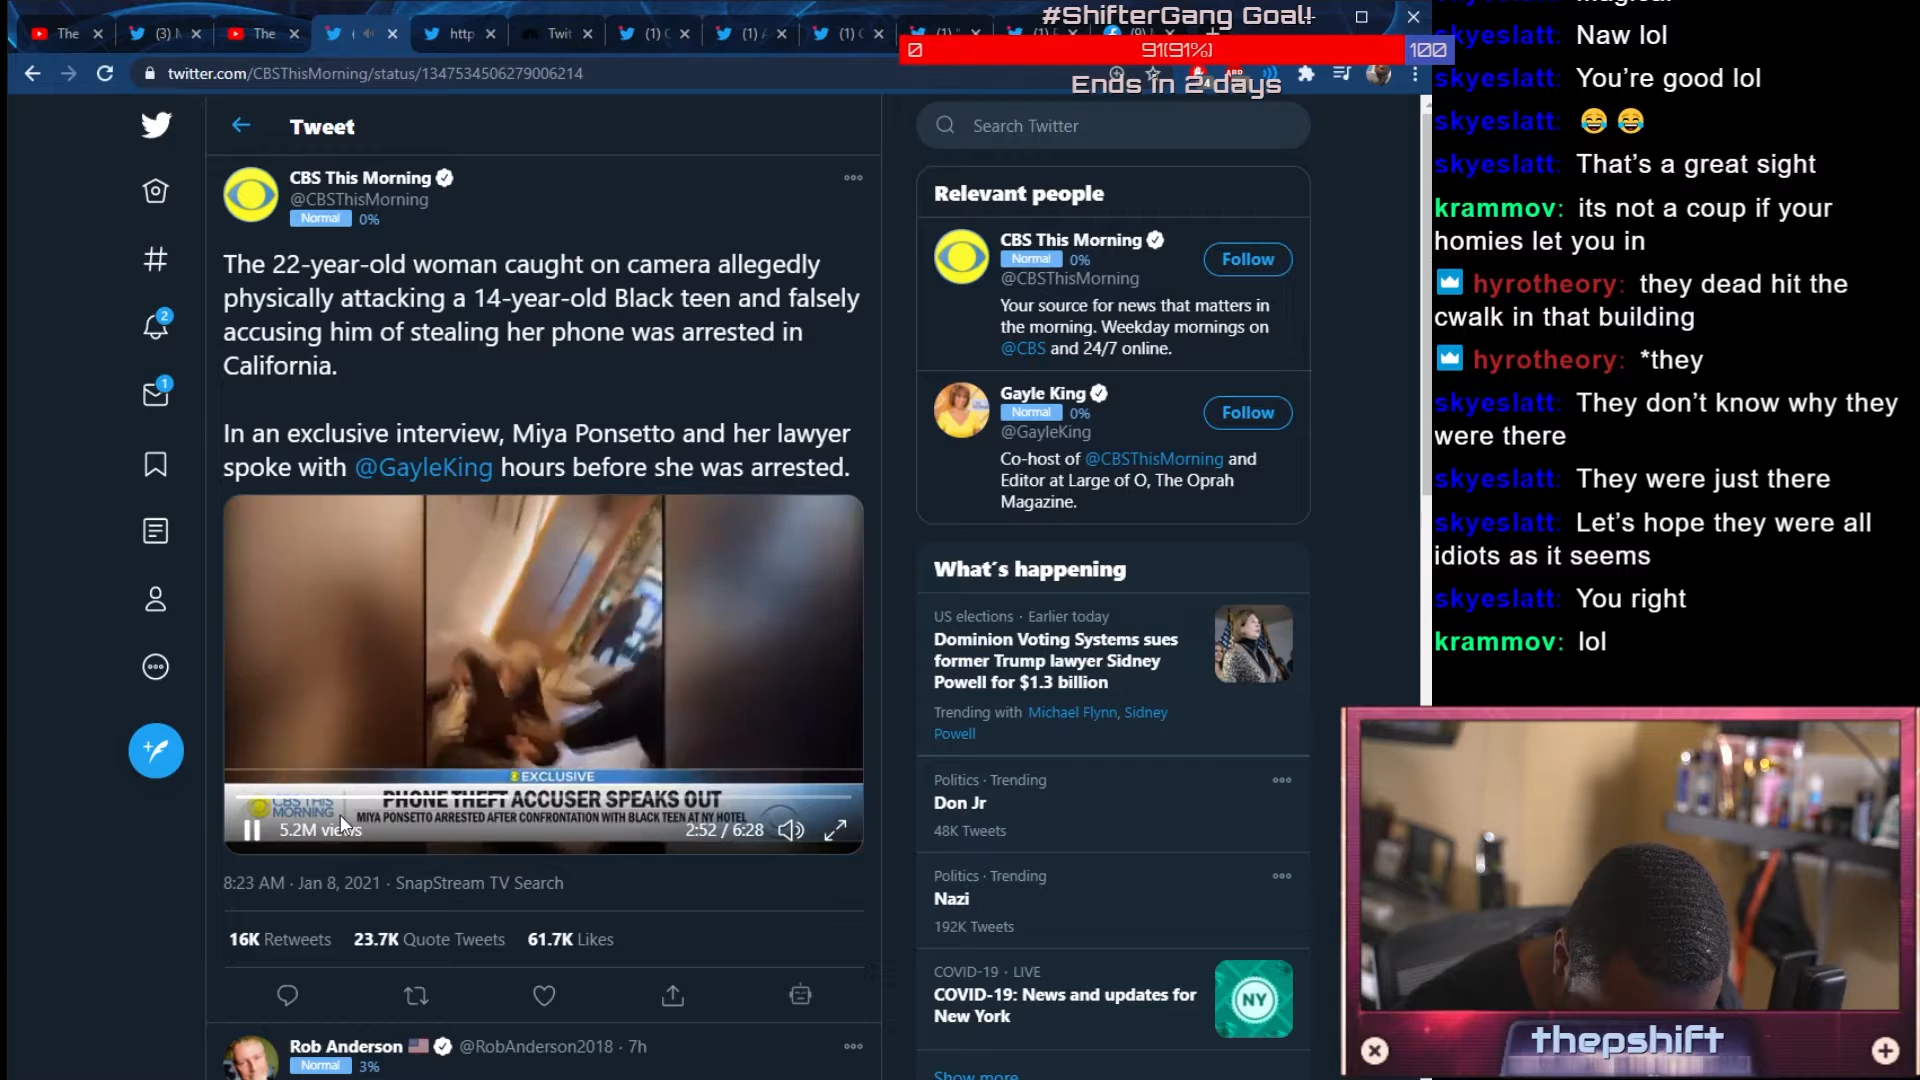 #ShifterGang Goal!
0 91(91%) 100
Ends in 2 days
The
(3)
The
http
Twit
(1)
(1)
(1)
twitter.com/CBSThisMorning/status/1347534506279006214
Tweet
CBS This Morning
@CBSThisMorning
Normal 0%
The 22-year-old woman caught on camera allegedly
physically attacking a 14-year-old Black teen and falsely
accusing him of stealing her phone was arrested in
California.
In an exclusive interview, Miya Ponsetto and her lawyer
spoke with @GayleKing hours before she was arrested.
EXCLUSIVE
CBS THIS MORNING
PHONE THEFT ACCUSER SPEAKS OUT
MIYA PONSETTO ARRESTED AFTER CONFRONTATION WITH BLACK TEEN AT NY HOTEL
5.2M views
2:52 / 6:28
8:23 AM · Jan 8, 2021 · SnapStream TV Search
16K Retweets 23.7K Quote Tweets 61.7K Likes
Rob Anderson @RobAnderson2018 · 7h
Normal 3%
2
1
Search Twitter
Relevant people
CBS This Morning
Normal 0%
@CBSThisMorning
Follow
Your source for news that matters in
the morning. Weekday mornings on
@CBS and 24/7 online.
Gayle King
Normal 0%
@GayleKing
Follow
Co-host of @CBSThisMorning and
Editor at Large of O, The Oprah
Magazine.
What's happening
US elections · Earlier today
Dominion Voting Systems sues
former Trump lawyer Sidney
Powell for $1.3 billion
Trending with Michael Flynn, Sidney
Powell
Politics · Trending
Don Jr
48K Tweets
Politics · Trending
Nazi
192K Tweets
COVID-19 · LIVE
COVID-19: News and updates for
New York
NY
Show more
skyeslatt: Naw lol
skyeslatt: You're good lol
skyeslatt: 😂 😂
skyeslatt: That's a great sight
krammov: its not a coup if your
homies let you in
hyrotheory: they dead hit the
cwalk in that building
hyrotheory: *they
skyeslatt: They don't know why they
were there
skyeslatt: They were just there
skyeslatt: Let's hope they were all
idiots as it seems
skyeslatt: You right
krammov: lol
thepshift